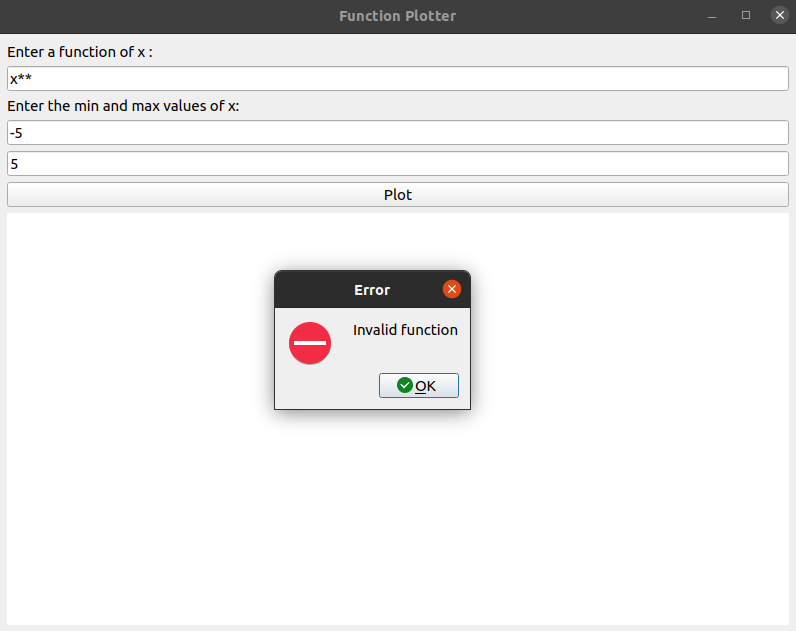 Function Plotter
Enter a function of x :
x**
Enter the min and max values of x:
-5
5
Plot
Error
Invalid function
OK